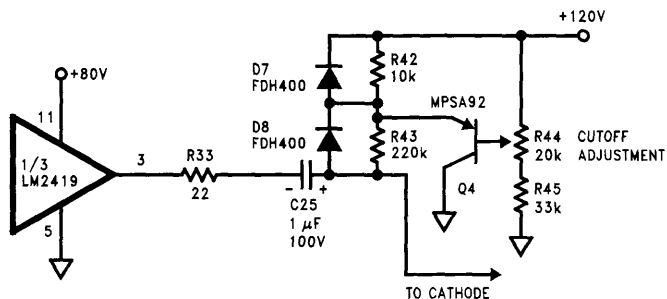 +120V
+80V
D7
FDH400
R42
10k
MPSA92
11
1/3
LM2419
3
5
R33
22
D8
FDH400
R43
220k
R44
20k
CUTOFF
ADJUSTMENT
Q4
R45
33k
- +
C25
1 μF
100V
TO CATHODE